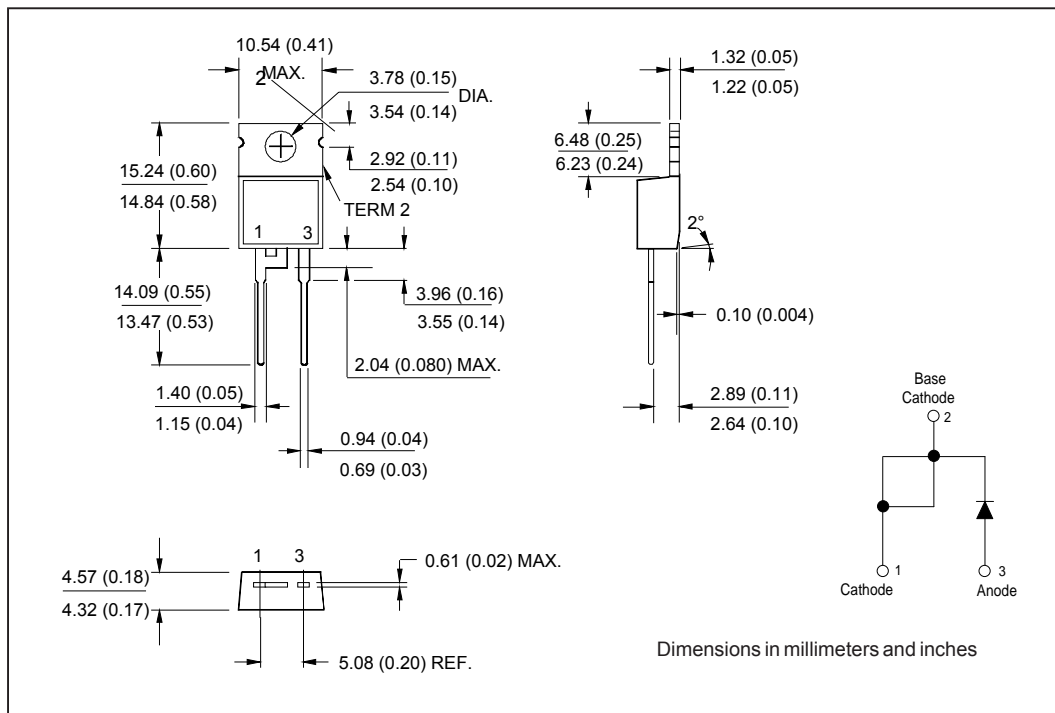 10.54 (0.41)
MAX.
2
3.78 (0.15)
3.54 (0.14)
DIA.
1.32 (0.05)
1.22 (0.05)
15.24 (0.60)
14.84 (0.58)
2.92 (0.11)
2.54 (0.10)
TERM 2
6.48 (0.25)
6.23 (0.24)
1 3
2°
14.09 (0.55)
13.47 (0.53)
3.96 (0.16)
3.55 (0.14)
0.10 (0.004)
2.04 (0.080) MAX.
1.40 (0.05)
1.15 (0.04)
2.89 (0.11)
2.64 (0.10)
0.94 (0.04)
0.69 (0.03)
Base
Cathode
2
1
Cathode
3
Anode
1 3
0.61 (0.02) MAX.
4.57 (0.18)
4.32 (0.17)
5.08 (0.20) REF.
Dimensions in millimeters and inches